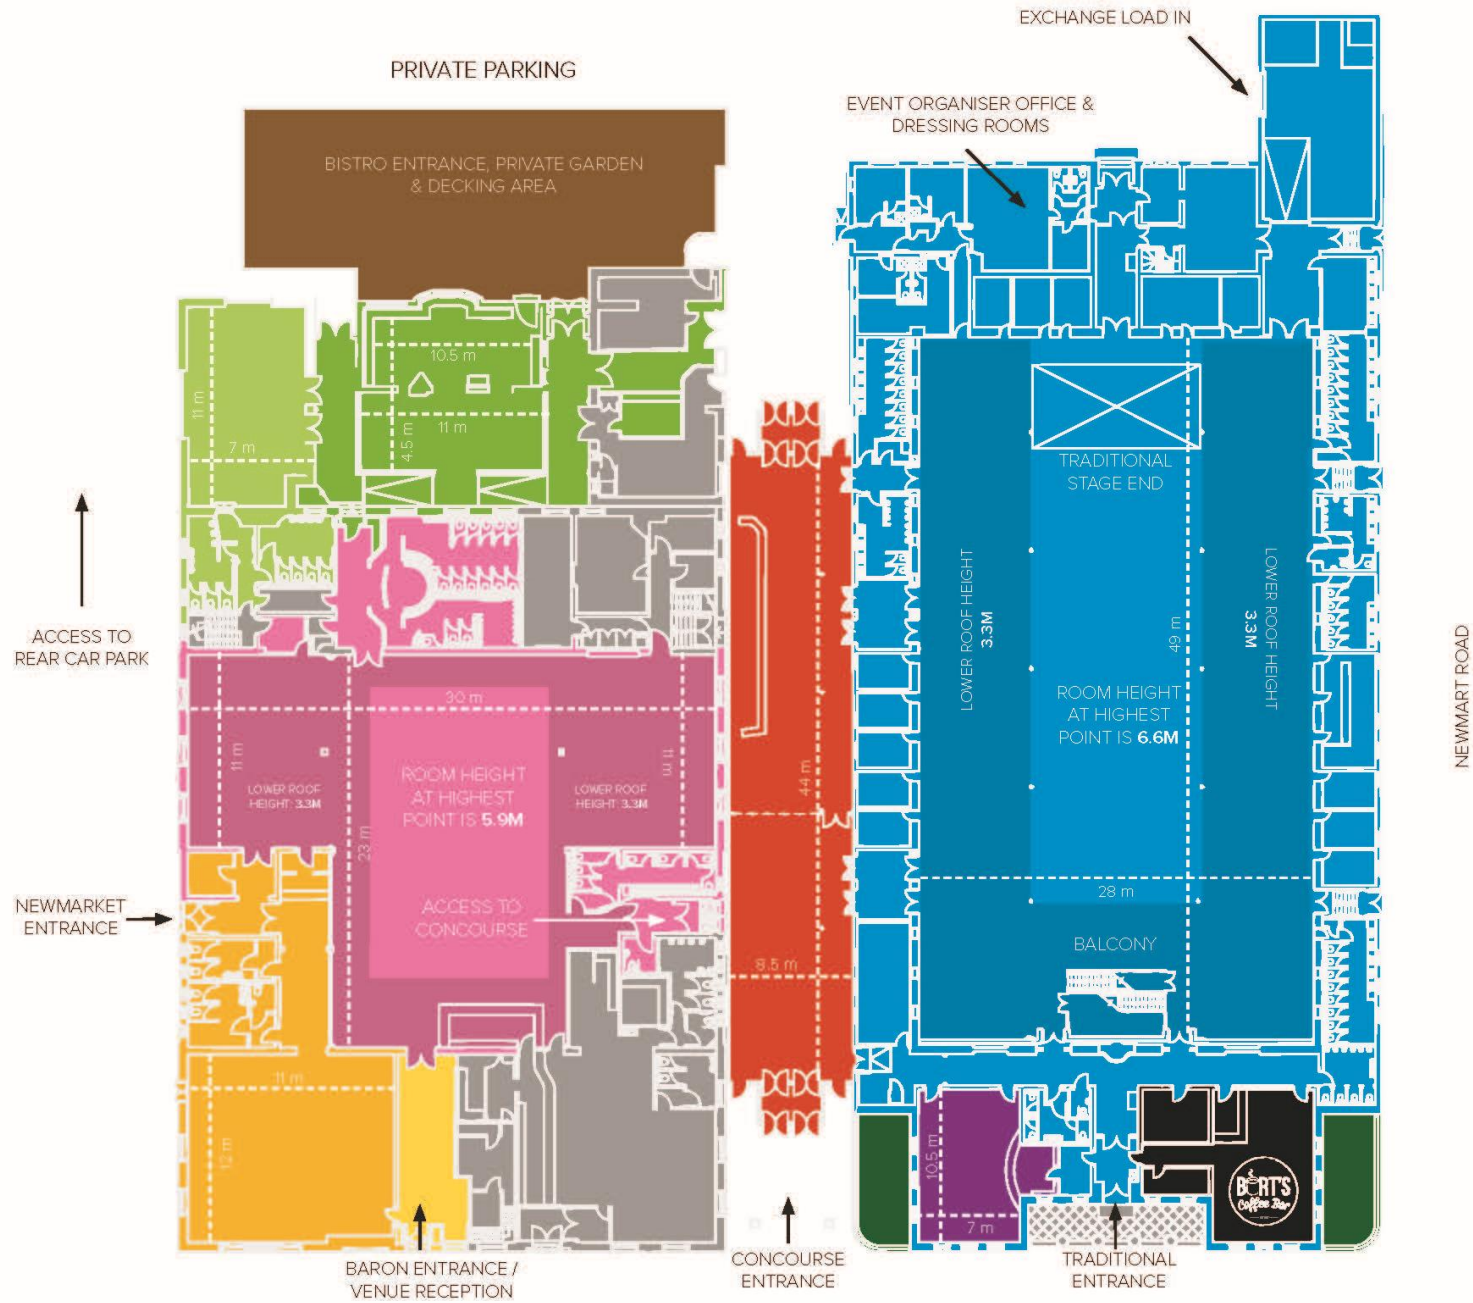 EXCHANGE LOAD IN
PRIVATE PARKING
EVENT ORGANISER OFFICE &
DRESSING ROOMS
BISTRO ENTRANCE, PRIVATE GARDEN
& DECKING AREA
10.5 m
11 m
11 m
4.5 m
7 m
TRADITIONAL
STAGE END
ACCESS TO
REAR CAR PARK
LOWER ROOF HEIGHT
3.3M
49 m
LOWER ROOF HEIGHT
3.3M
NEWMART ROAD
30 m
ROOM HEIGHT
AT HIGHEST
POINT IS 6.6M
11 m
11 m
LOWER ROOF
HEIGHT: 3.3M
ROOM HEIGHT
AT HIGHEST
POINT IS 5.9M
LOWER ROOF
HEIGHT: 3.3M
44 m
23 m
28 m
NEWMARKET
ENTRANCE
ACCESS TO
CONCOURSE
BALCONY
8.5 m
11 m
12 m
10.5 m
7 m
BURT'S
Coffee Bar
BARON ENTRANCE /
VENUE RECEPTION
CONCOURSE
ENTRANCE
TRADITIONAL
ENTRANCE